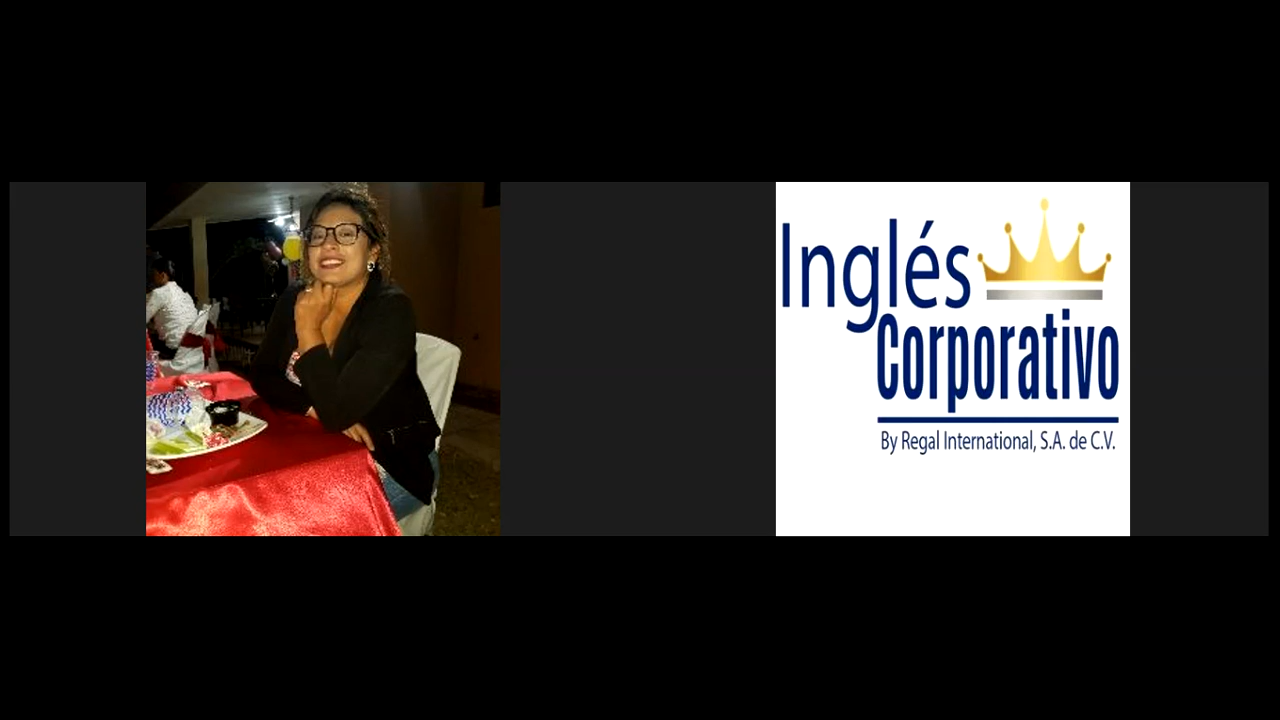 Inglés
Corporativo
By Regal International, S.A. de C.V.